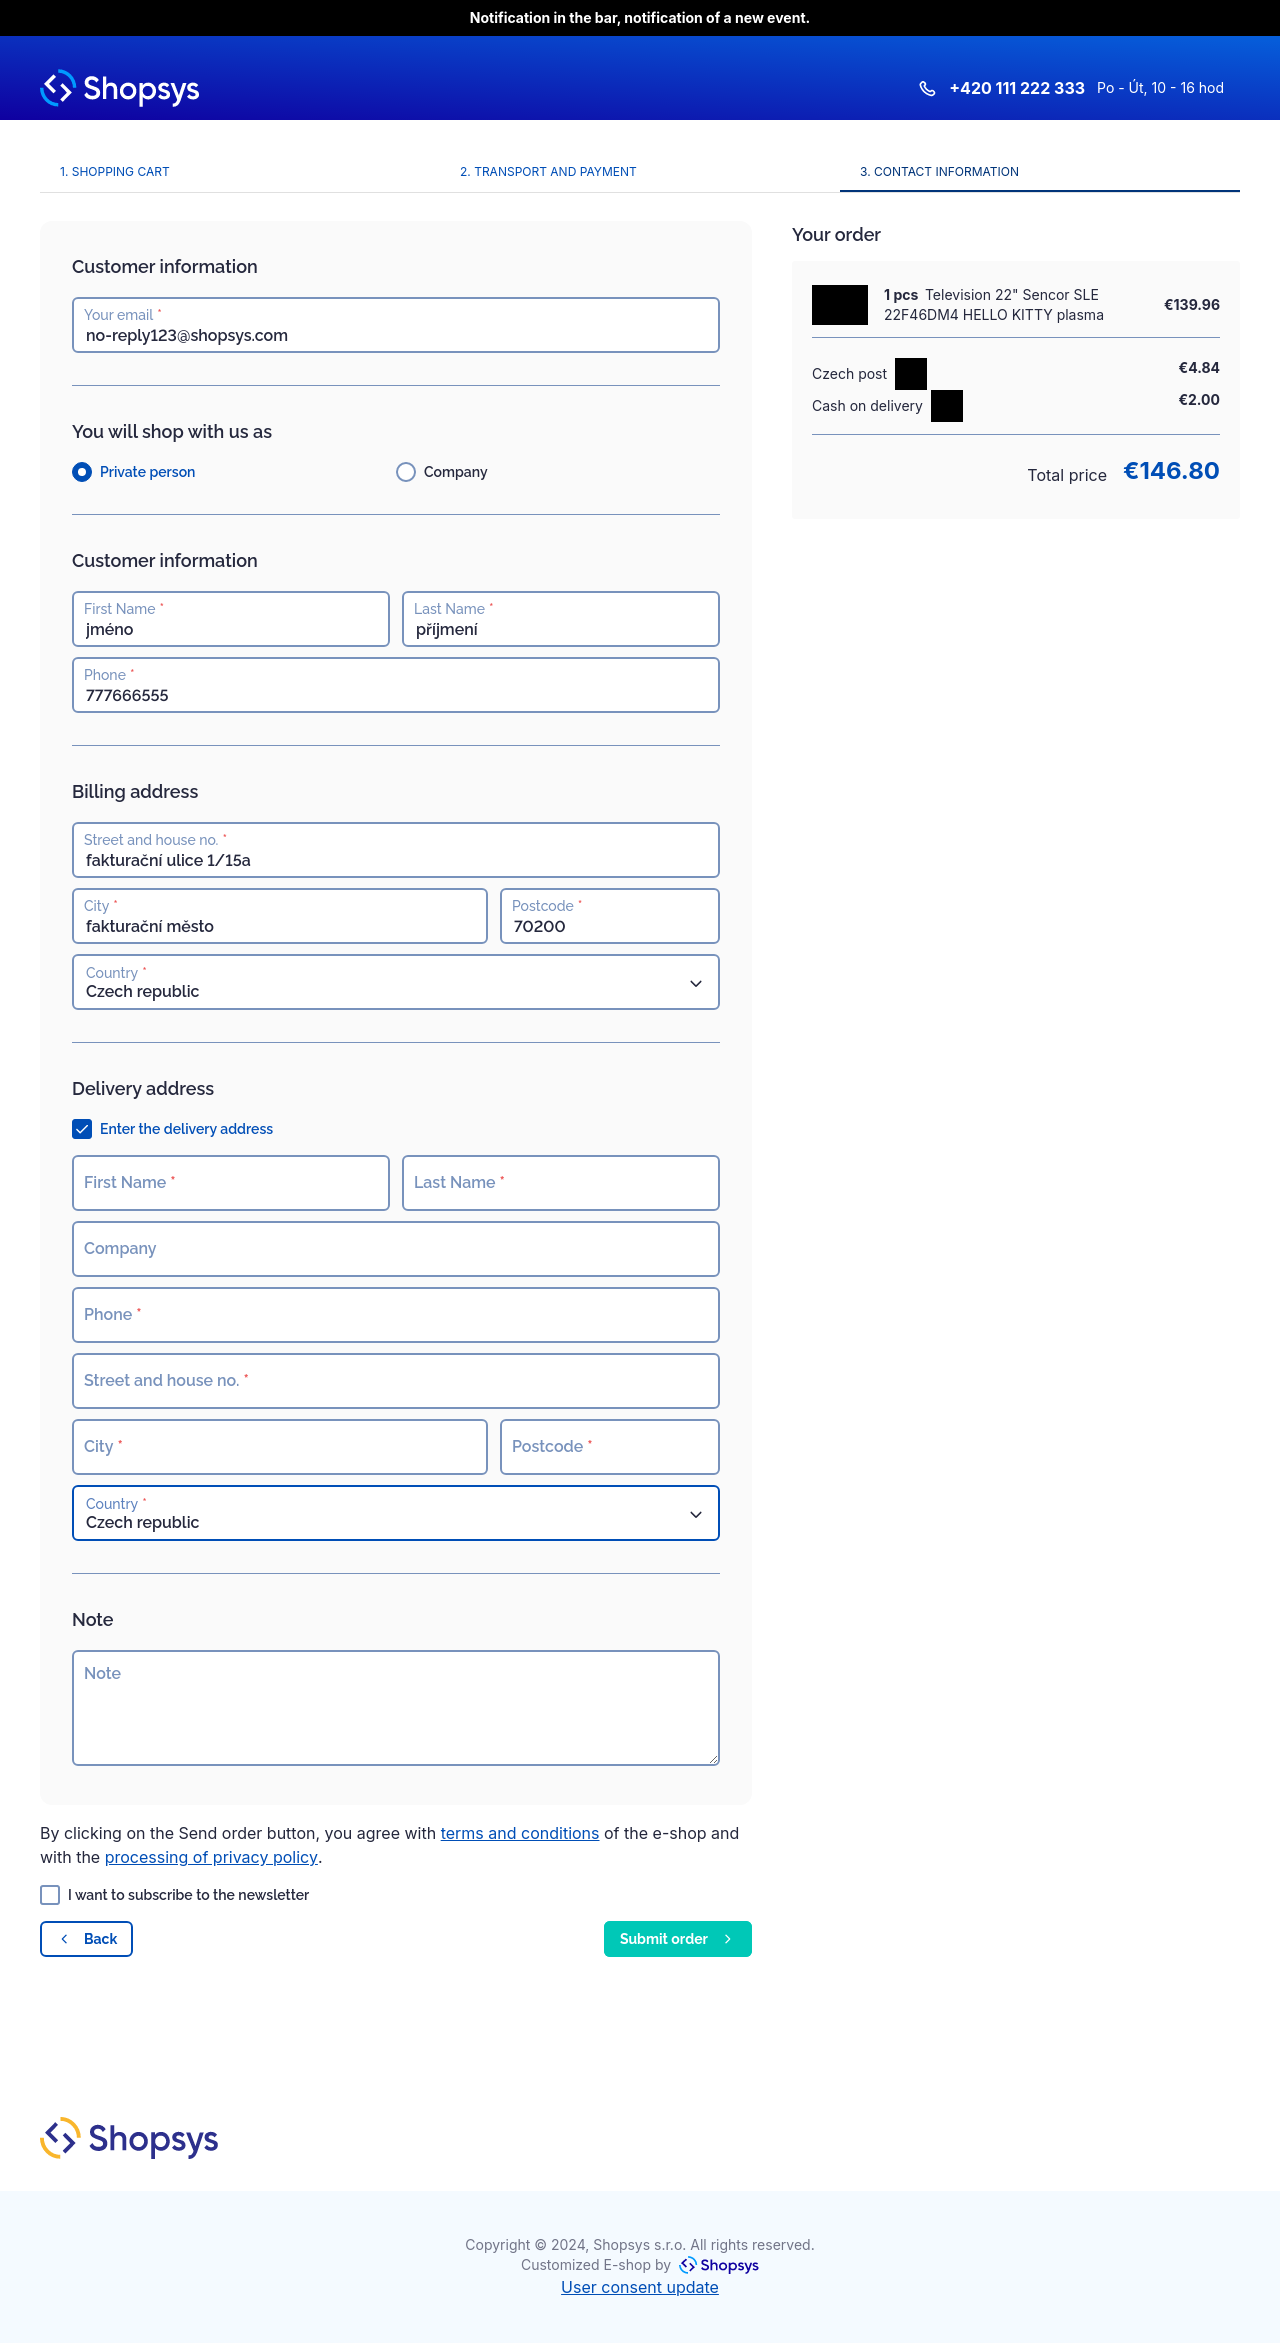 Notification in the bar, notification of a new event.
Shopsys
+420 111 222 333 Po - Út, 10 - 16 hod
1. SHOPPING CART
2. TRANSPORT AND PAYMENT
3. CONTACT INFORMATION
Customer information
Your email *
no-reply123@shopsys.com
You will shop with us as
Private person
Company
Customer information
First Name *
jméno
Last Name *
příjmení
Phone *
777666555
Billing address
Street and house no. *
fakturační ulice 1/15a
City *
fakturační město
Postcode *
70200
Country *
Czech republic
Delivery address
Enter the delivery address
First Name *
Last Name *
Company
Phone *
Street and house no. *
City *
Postcode *
Country *
Czech republic
Note
Note
By clicking on the Send order button, you agree with terms and conditions of the e-shop and
with the processing of privacy policy.
I want to subscribe to the newsletter
Back
Submit order
Your order
1 pcs Television 22" Sencor SLE
22F46DM4 HELLO KITTY plasma
€139.96
Czech post
€4.84
Cash on delivery
€2.00
Total price €146.80
Shopsys
Copyright © 2024, Shopsys s.r.o. All rights reserved.
Customized E-shop by Shopsys
User consent update